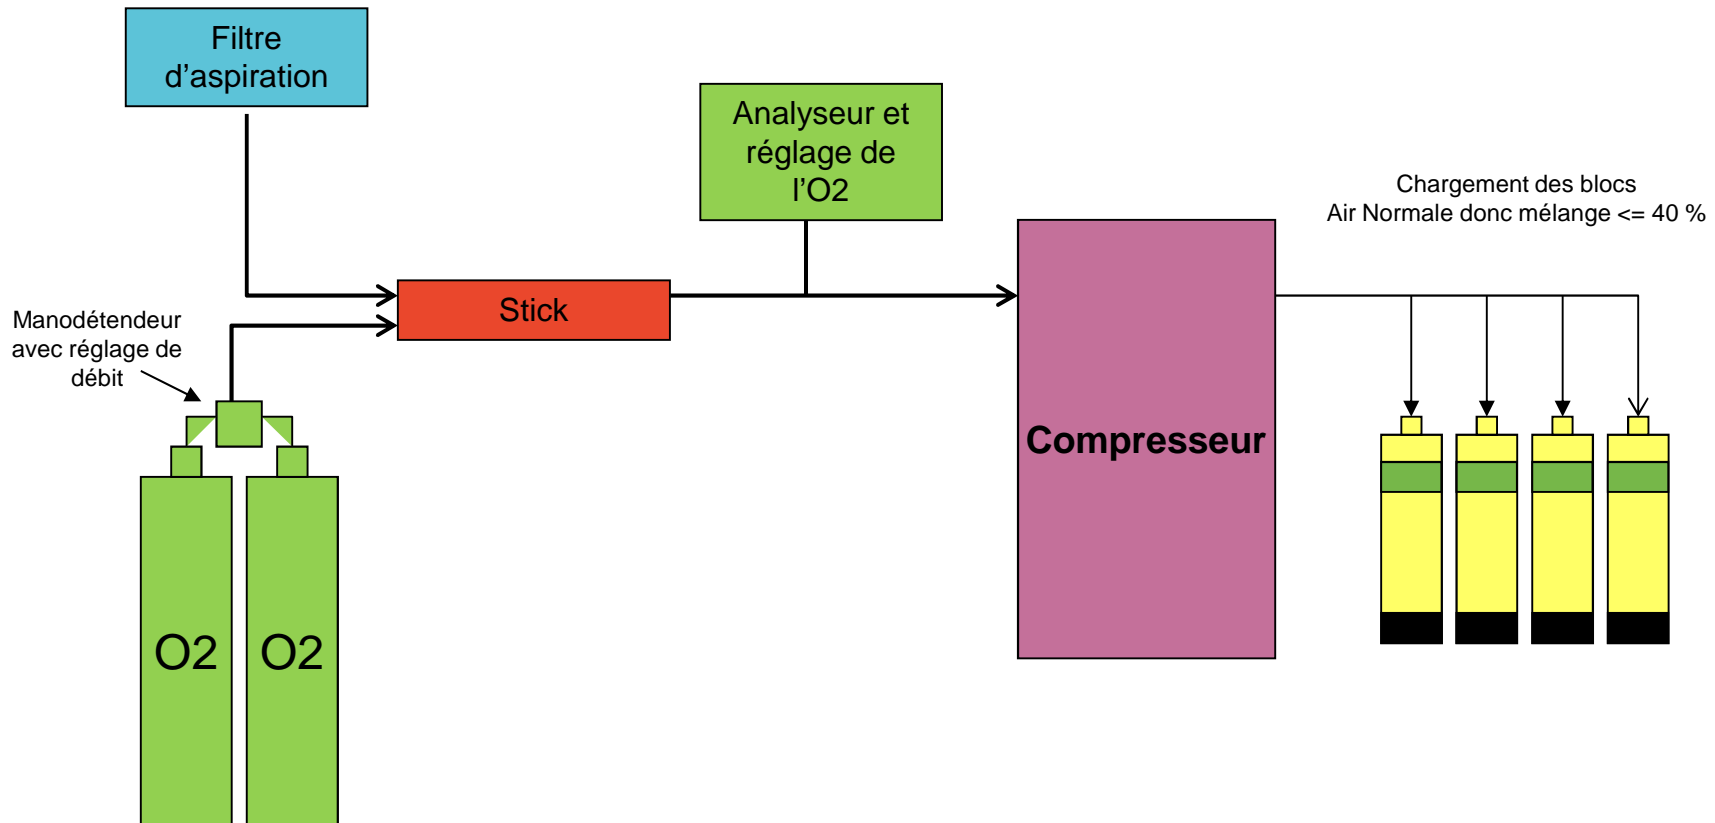 Filtre
d’aspiration
Analyseur et
réglage de
l’O2
Chargement des blocs
Air Normale donc mélange <= 40 %
Stick
Manodétendeur
avec réglage de
débit
Compresseur
O2
O2